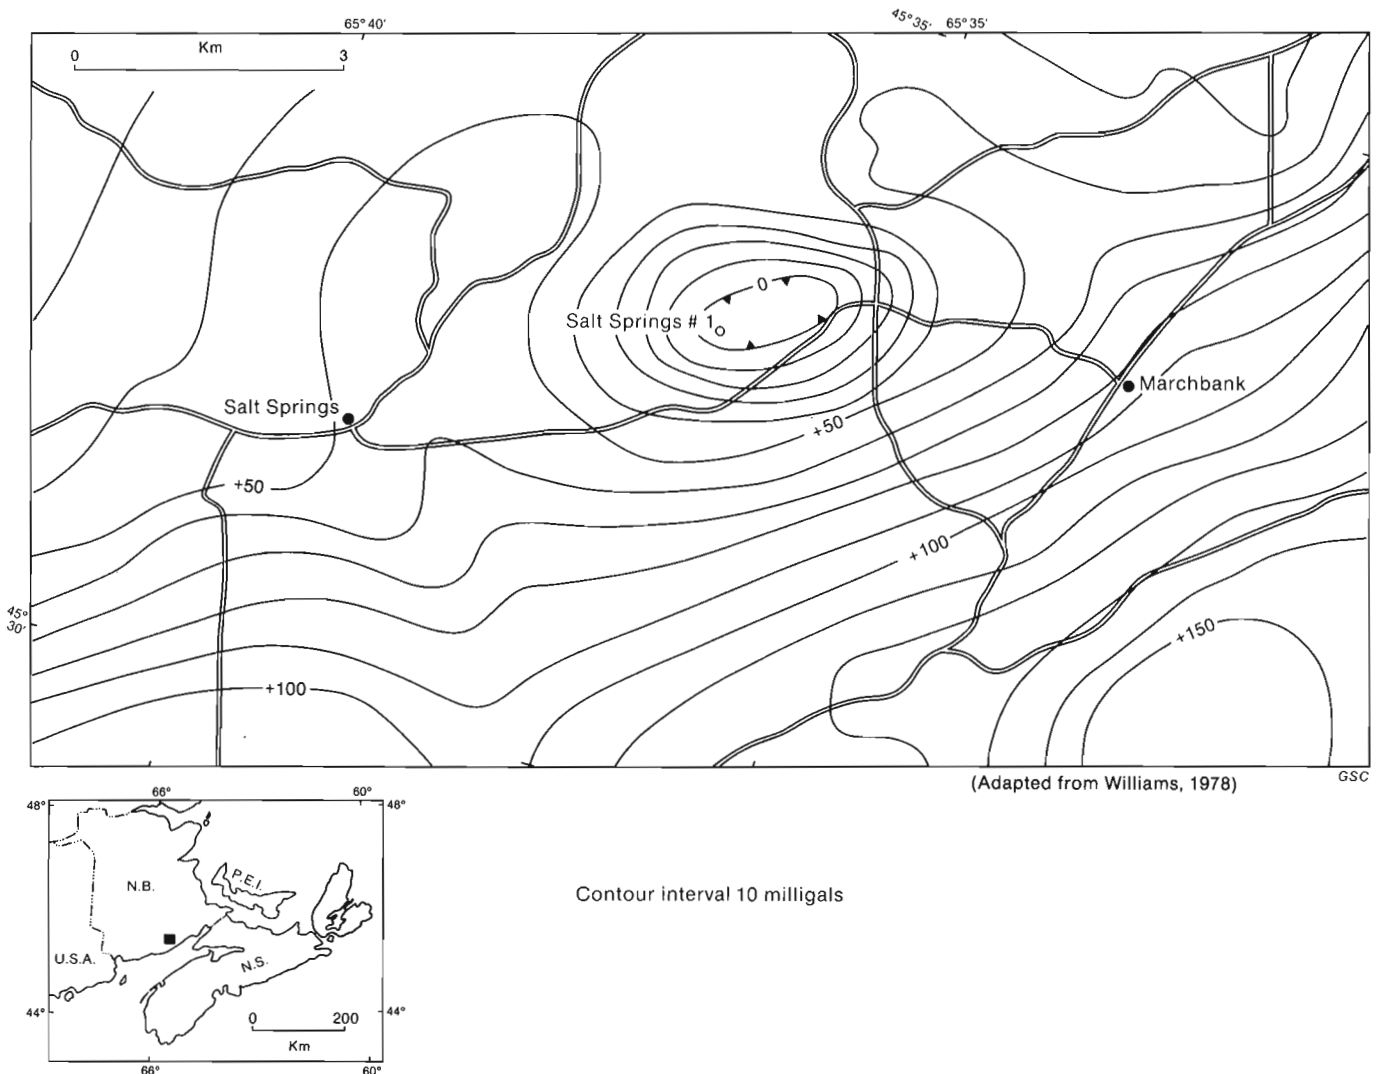 65° 40'
45° 35'
65° 35'
Km
0
3
0
Salt Springs # 1
Marchbank
Salt Springs
+50
+50
+100
45°
30'
+150
+100
(Adapted from Williams, 1978)
GSC
66°
60°
48°
48°
P.E.I.
N.B.
Contour interval 10 milligals
U.S.A.
N.S.
44°
44°
0
200
Km
66°
60°